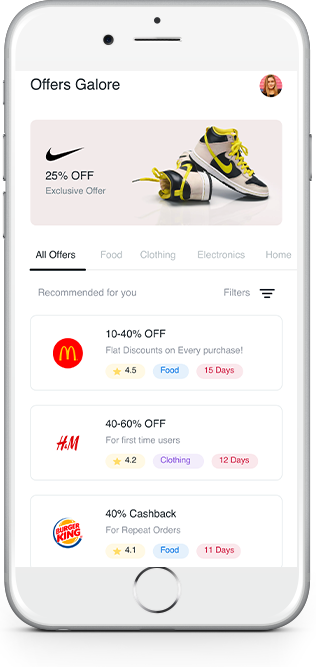 Offers Galore
25% OFF
Exclusive Offer
All Offers Food Clothing Electronics Home
Recommended for you Filters
10-40% OFF
Flat Discounts on Every purchase!
4.5 Food 15 Days
H&M
40-60% OFF
For first time users
4.2 Clothing 12 Days
BURGER
KING
40% Cashback
For Repeat Orders
4.1 Food 11 Days